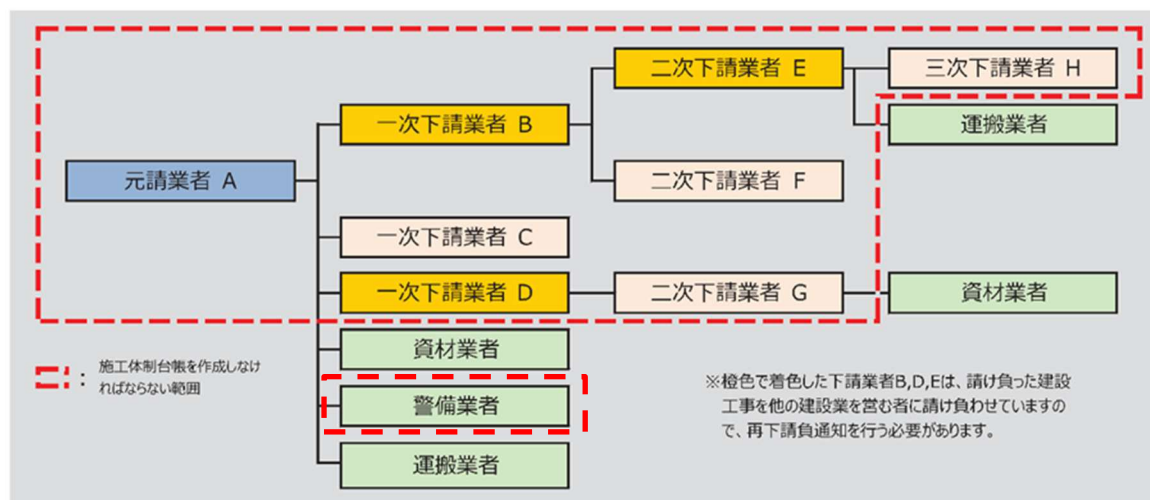 二次下請業者 E
三次下請業者 H
一次下請業者 B
運搬業者
元請業者 A
二次下請業者 F
一次下請業者 C
一次下請業者 D
二次下請業者 G
資材業者
資材業者
警備業者
運搬業者
： 施工体制台帳を作成しなけ
ればならない範囲
※橙色で着色した下請業者B,D,Eは、請け負った建設
工事を他の建設業を営む者に請け負わせていますの
で、再下請負通知を行う必要があります。